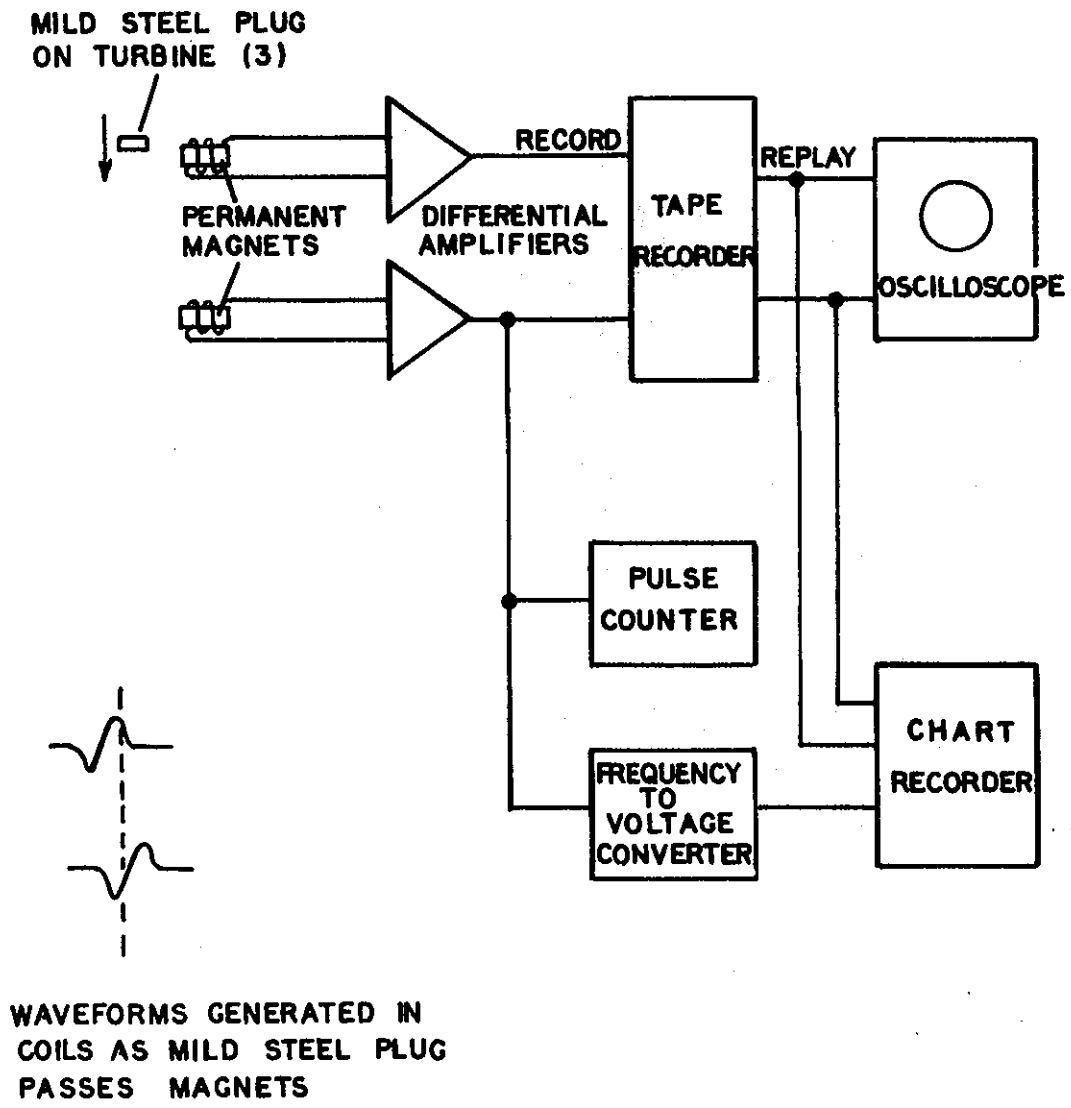 MILD STEEL PLUG
ON TURBINE (3)
RECORD
REPLAY
PERMANENT
MAGNETS
DIFFERENTIAL
AMPLIFIERS
TAPE
RECORDER
OSCILLOSCOPE
PULSE
COUNTER
CHART
RECORDER
FREQUENCY
TO
VOLTAGE
CONVERTER
WAVEFORMS GENERATED IN
COILS AS MILD STEEL PLUG
PASSES MAGNETS